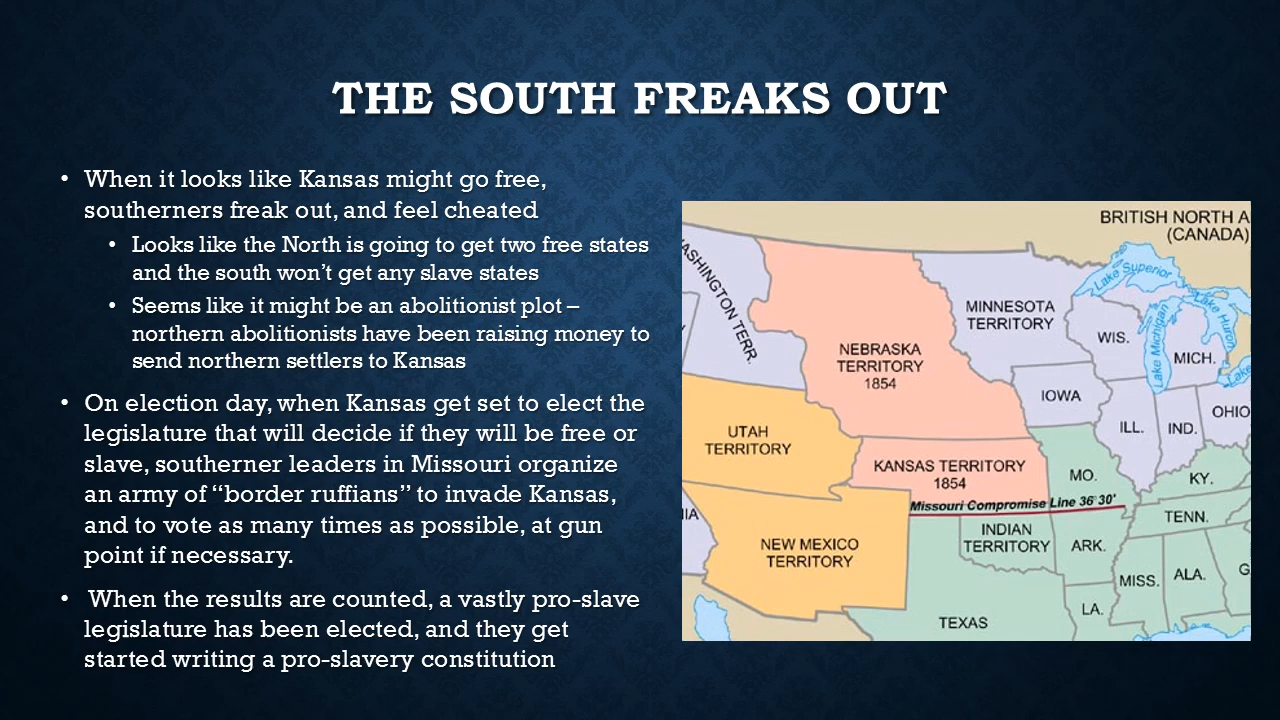 THE SOUTH FREAKS OUT
• When it looks like Kansas might go free,
southerners freak out, and feel cheated
• Looks like the North is going to get two free states
and the south won't get any slave states
• Seems like it might be an abolitionist plot –
northern abolitionists have been raising money to
send northern settlers to Kansas
• On election day, when Kansas get set to elect the
legislature that will decide if they will be free or
slave, southerner leaders in Missouri organize
an army of “border ruffians” to invade Kansas,
and to vote as many times as possible, at gun
point if necessary.
• When the results are counted, a vastly pro-slave
legislature has been elected, and they get
started writing a pro-slavery constitution
BRITISH NORTH A
(CANADA)
ASHINGTON TERR.
Lake Superior
MINNESOTA
TERRITORY
WIS.
Lake Michigan
Lake Huron
MICH.
Lake
NEBRASKA
TERRITORY
1854
IOWA
ILL.
IND.
OHIO
UTAH
TERRITORY
KANSAS TERRITORY
1854
MO.
KY.
Missouri Compromise Line 36°30'
NIA
TENN.
INDIAN
TERRITORY
ARK.
NEW MEXICO
TERRITORY
MISS.
ALA.
G
LA.
TEXAS